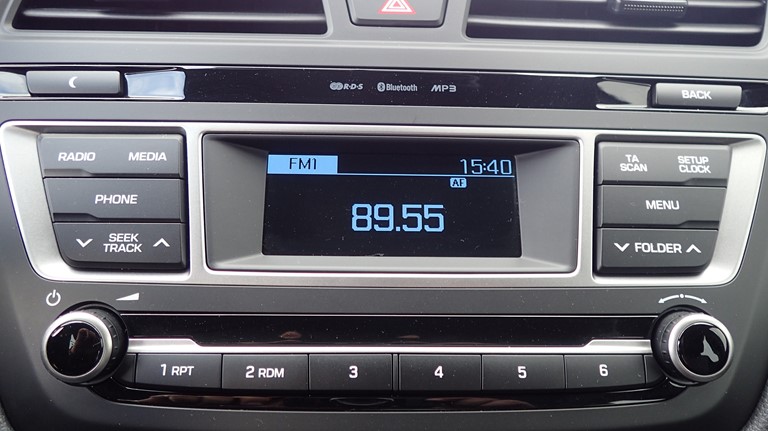 R·D·S Bluetooth MP3
BACK
RADIO MEDIA
PHONE
SEEK
TRACK
FM1 15:40
AF
89.55
TA
SCAN
SETUP
CLOCK
MENU
FOLDER
1 RPT 2 RDM 3 4 5 6